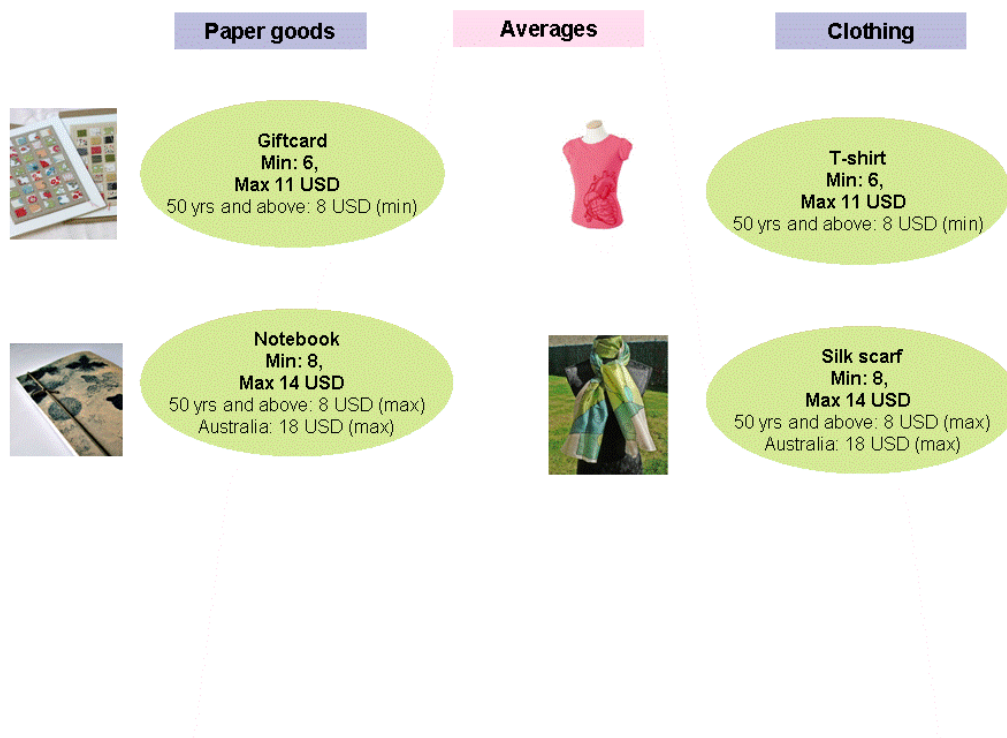 Paper goods
Averages
Clothing
Giftcard
Min: 6,
Max 11 USD
50 yrs and above: 8 USD (min)
T-shirt
Min: 6,
Max 11 USD
50 yrs and above: 8 USD (min)
Notebook
Min: 8,
Max 14 USD
50 yrs and above: 8 USD (max)
Australia: 18 USD (max)
Silk scarf
Min: 8,
Max 14 USD
50 yrs and above: 8 USD (max)
Australia: 18 USD (max)